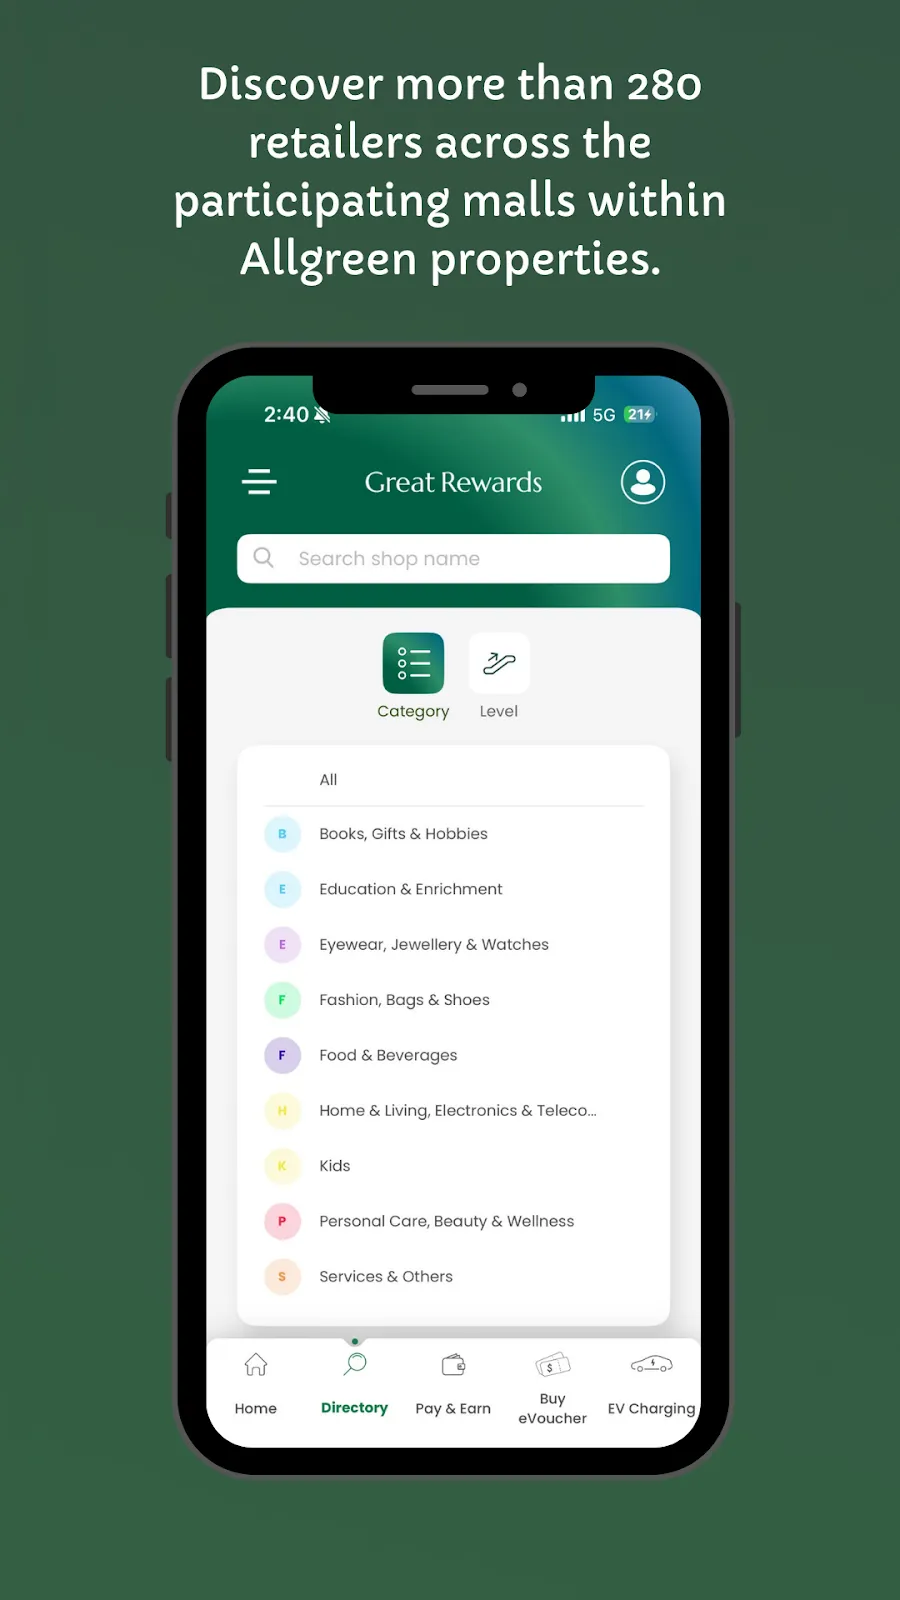 Discover more than 280
retailers across the
participating malls within
Allgreen properties.
2:40
5G
21
Great Rewards
Search shop name
Category
Level
All
B
Books, Gifts & Hobbies
E
Education & Enrichment
E
Eyewear, Jewellery & Watches
F
Fashion, Bags & Shoes
F
Food & Beverages
H
Home & Living, Electronics & Teleco...
K
Kids
P
Personal Care, Beauty & Wellness
S
Services & Others
Home
Directory
Pay & Earn
$
Buy
eVoucher
EV Charging